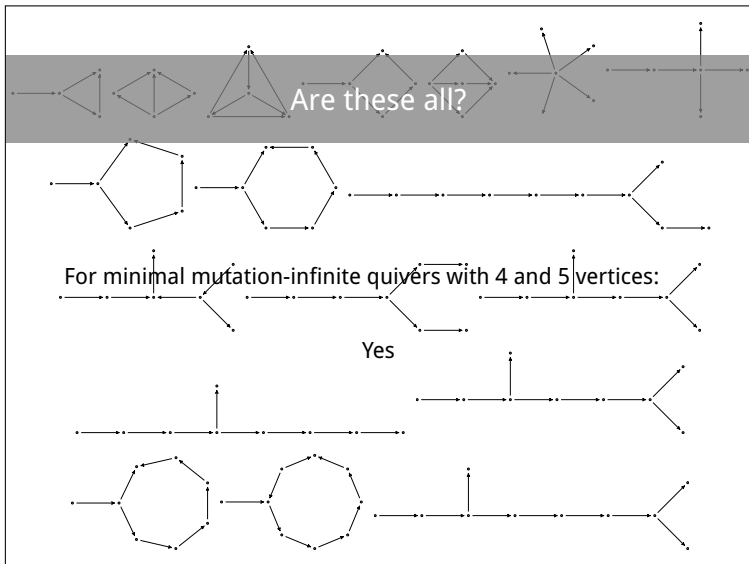 Are these all?
For minimal mutation-infinite quivers with 4 and 5 vertices:
Yes